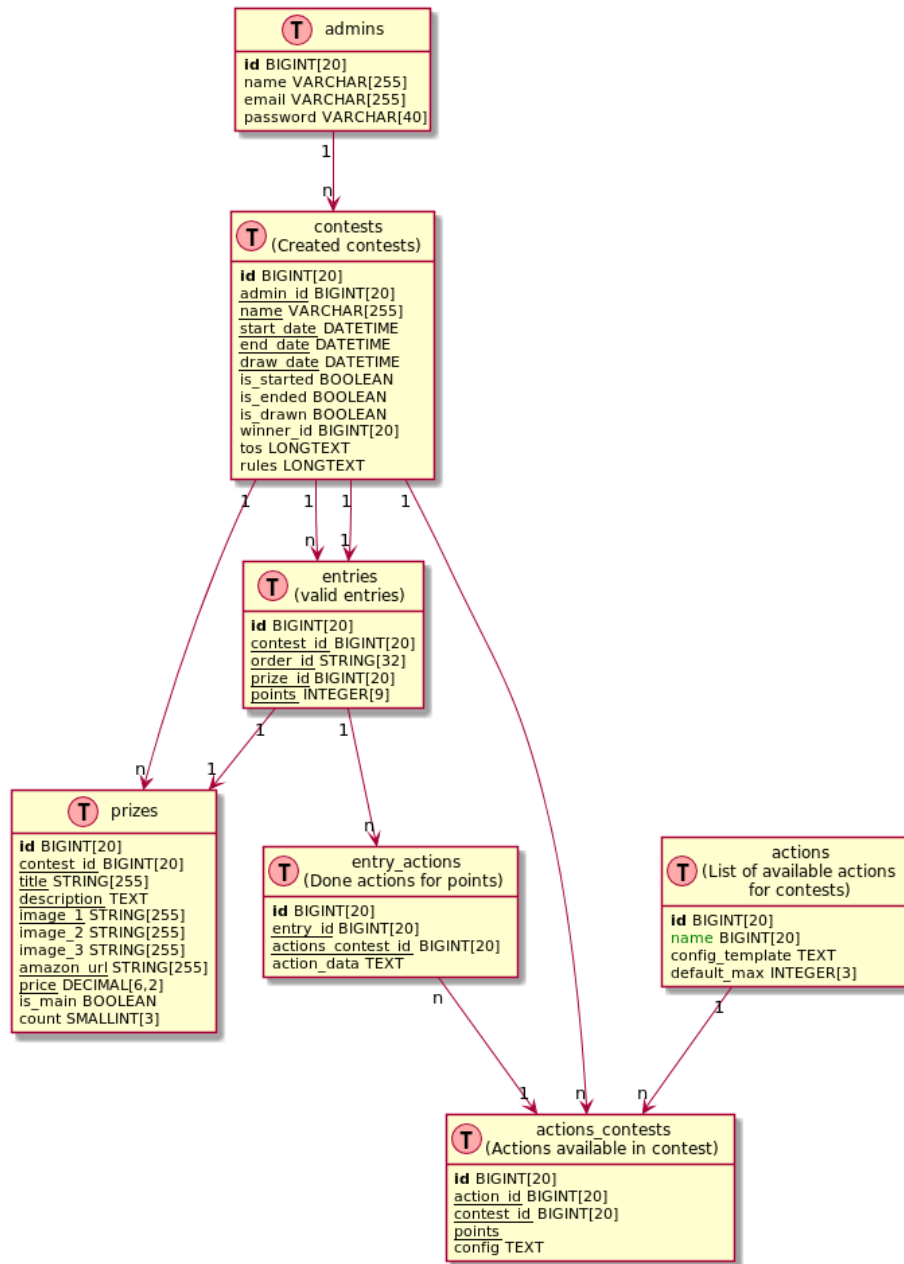 T admins
id BIGINT[20]
name VARCHAR[255]
email VARCHAR[255]
password VARCHAR[40]
1
n
T contests
(Created contests)
id BIGINT[20]
admin_id BIGINT[20]
name VARCHAR[255]
start_date DATETIME
end_date DATETIME
draw_date DATETIME
is_started BOOLEAN
is_ended BOOLEAN
is_drawn BOOLEAN
winner_id BIGINT[20]
tos LONGTEXT
rules LONGTEXT
1 1 1 1
n 1
T entries
(valid entries)
id BIGINT[20]
contest_id BIGINT[20]
order_id STRING[32]
prize_id BIGINT[20]
points INTEGER[9]
1 1
n 1
T prizes
id BIGINT[20]
contest_id BIGINT[20]
title STRING[255]
description TEXT
image_1 STRING[255]
image_2 STRING[255]
image_3 STRING[255]
amazon_url STRING[255]
price DECIMAL[6,2]
is_main BOOLEAN
count SMALLINT[3]
n
T entry_actions
(Done actions for points)
id BIGINT[20]
entry_id BIGINT[20]
actions_contest_id BIGINT[20]
action_data TEXT
T actions
(List of available actions
for contests)
id BIGINT[20]
name BIGINT[20]
config_template TEXT
default_max INTEGER[3]
n 1
1 n n
T actions_contests
(Actions available in contest)
id BIGINT[20]
action_id BIGINT[20]
contest_id BIGINT[20]
points
config TEXT